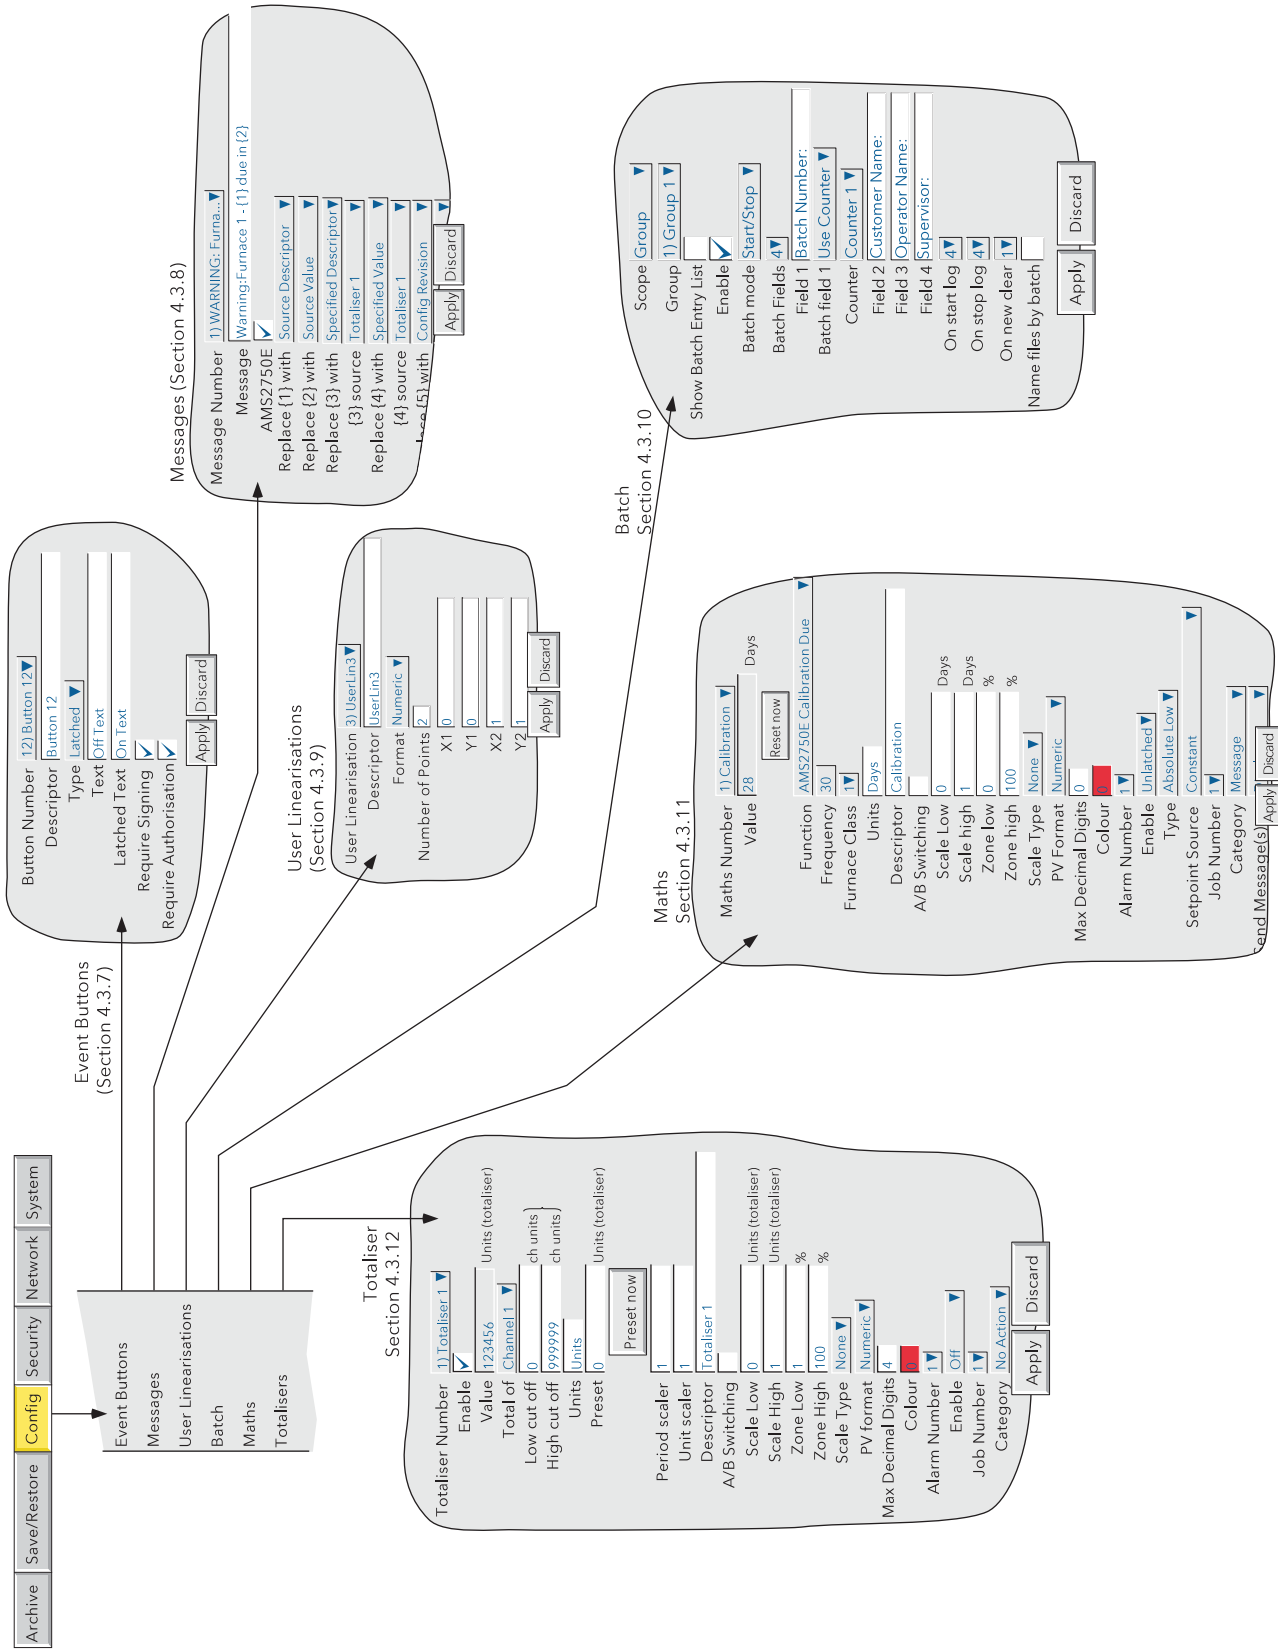 Archive
Save/Restore
Config
Security
Network
System
Event Buttons
Messages
User Linearisations
Batch
Maths
Totalisers
Event Buttons
(Section 4.3.7)
Button Number 12) Button 12
Descriptor Button 12
Type Latched
Text Off Text
Latched Text On Text
Require Signing
Require Authorisation
Apply Discard
Messages (Section 4.3.8)
Message Number 1) WARNING: Furna...
Message Warning:Furnace 1 - {1} due in {2}
AMS2750E
Replace {1} with Source Descriptor
Replace {2} with Source Value
Replace {3} with Specified Descriptor
{3} source Totaliser 1
Replace {4} with Specified Value
{4} source Totaliser 1
lace {5} with Config Revision
Apply Discard
User Linearisations
(Section 4.3.9)
User Linearisation 3) UserLin3
Descriptor UserLin3
Format Numeric
Number of Points 2
X1 0
Y1 0
X2 1
Y2 1
Apply Discard
Batch
Section 4.3.10
Scope Group
Group 1) Group 1
Show Batch Entry List
Enable
Batch mode Start/Stop
Batch Fields 4
Field 1 Batch Number:
Batch field 1 Use Counter
Counter Counter 1
Field 2 Customer Name:
Field 3 Operator Name:
Field 4 Supervisor:
On start log 4
On stop log 4
On new clear 1
Name files by batch
Apply Discard
Maths
Section 4.3.11
Maths Number 1) Calibration
Value 28 Days
Reset now
Function AMS2750E Calibration Due
Frequency 30
Furnace Class 1
Units Days
Descriptor Calibration
A/B Switching
Scale Low 0 Days
Scale high 1 Days
Zone low 0 %
Zone high 100 %
Scale Type None
PV Format Numeric
Max Decimal Digits 0
Colour 0
Alarm Number 1
Enable Unlatched
Type Absolute Low
Setpoint Source Constant
Job Number 1
Category Message
end Message(s)
Apply Discard
Totaliser
Section 4.3.12
Totaliser Number 1) Totaliser 1
Enable
Value 123456 Units (totaliser)
Total of Channel 1
Low cut off 0 ch units
High cut off 999999 ch units
Units Units
Preset 0 Units (totaliser)
Preset now
Period scaler 1
Unit scaler 1
Descriptor Totaliser 1
A/B Switching
Scale Low 0 Units (totaliser)
Scale High 1 Units (totaliser)
Zone Low 1 %
Zone High 100 %
Scale Type None
PV format Numeric
Max Decimal Digits 4
Colour 0
Alarm Number 1
Enable Off
Job Number 1
Category No Action
Apply Discard